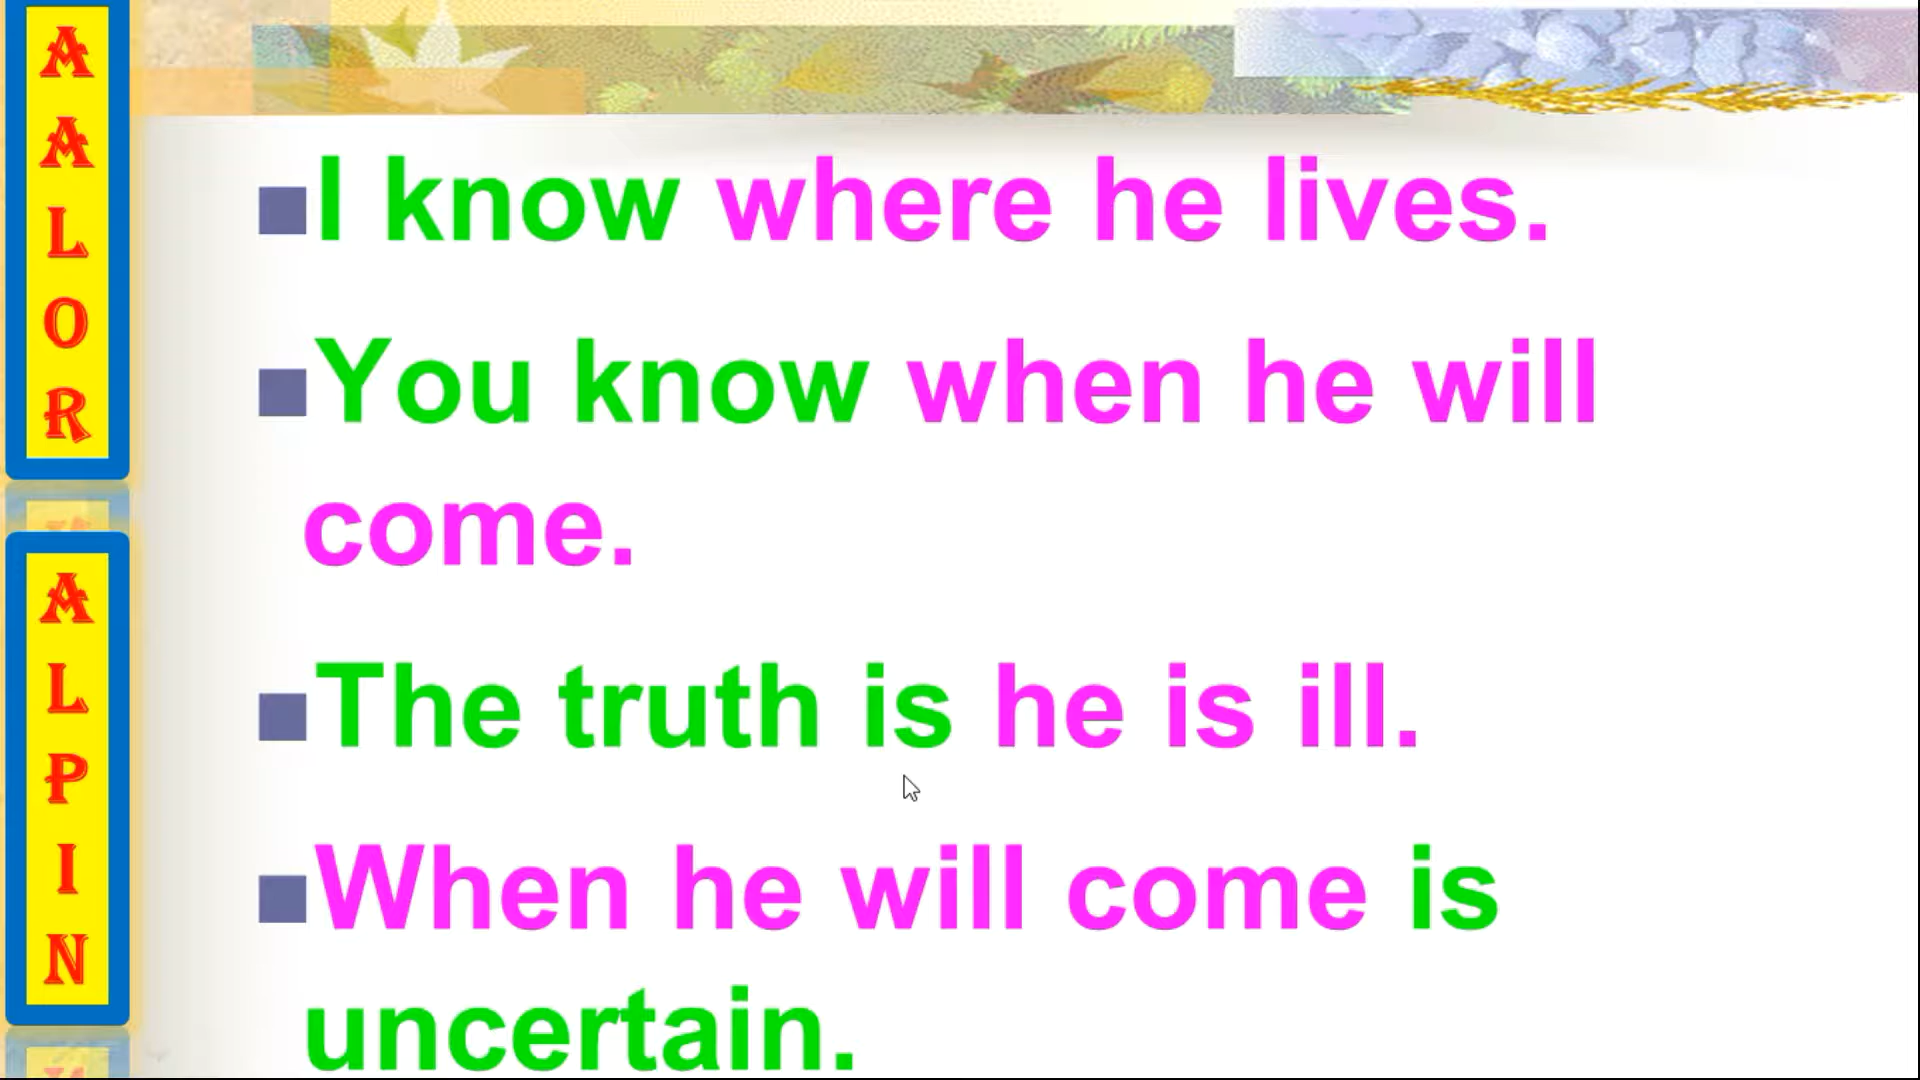 AALOR
ALPIN
I know where he lives.
You know when he will
come.
The truth is he is ill.
When he will come is
uncertain.